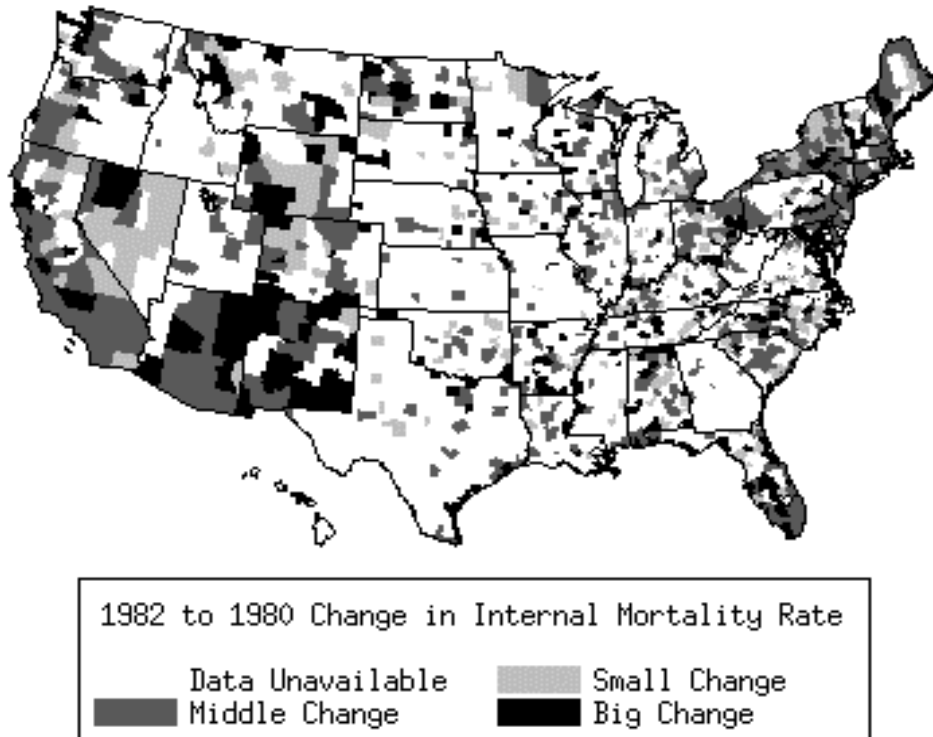 1982 to 1980 Change in Internal Mortality Rate
Data Unavailable
Small Change
Middle Change
Big Change